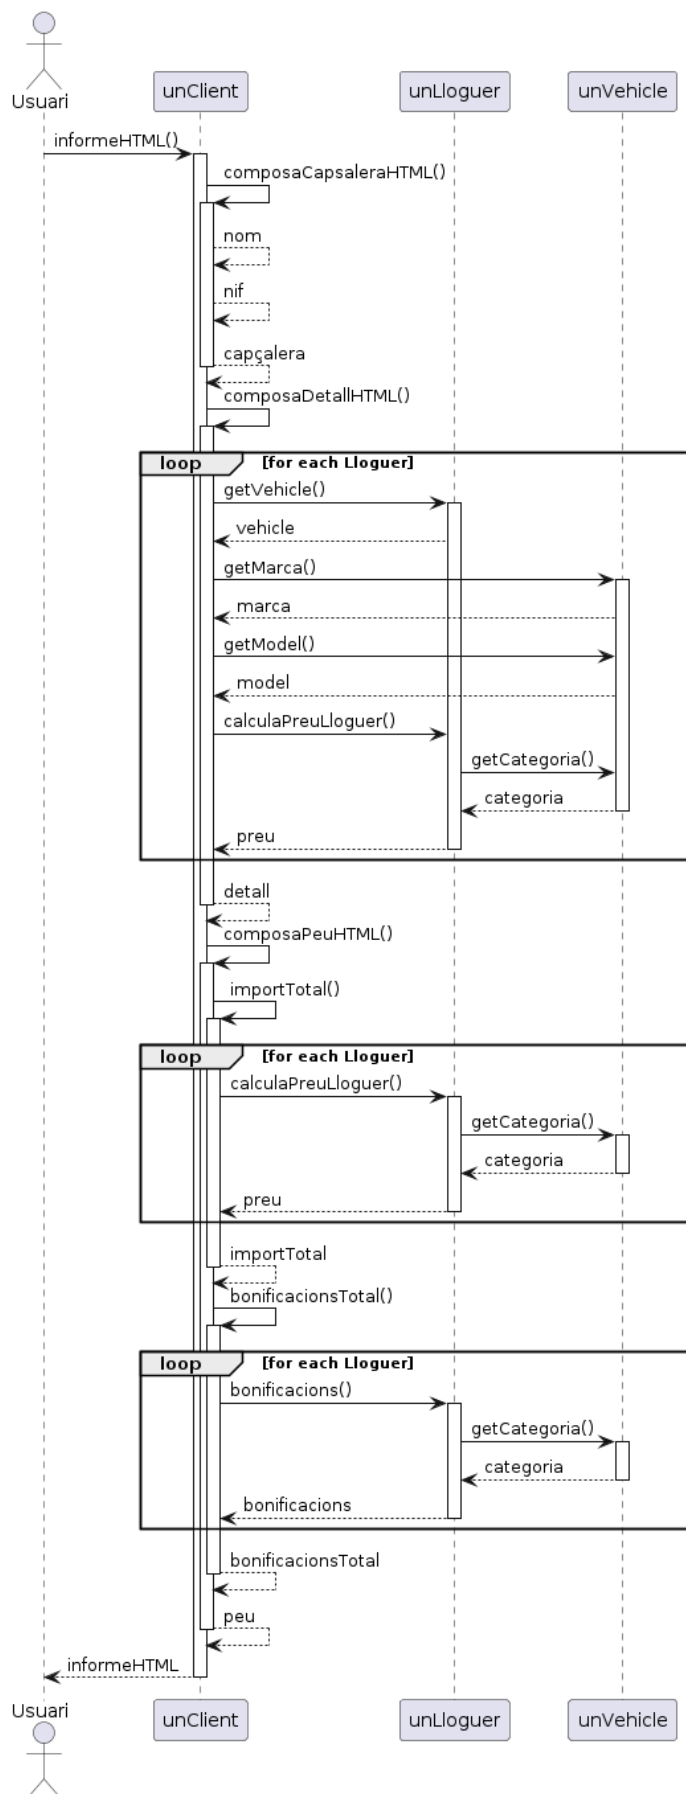 Usuari
unClient
unLloguer
unVehicle
informeHTML()
composaCapsaleraHTML()
nom
nif
capçalera
composaDetallHTML()
loop [for each Lloguer]
getVehicle()
vehicle
getMarca()
marca
getModel()
model
calculaPreuLloguer()
getCategoria()
categoria
preu
detall
composaPeuHTML()
importTotal()
loop [for each Lloguer]
calculaPreuLloguer()
getCategoria()
categoria
preu
importTotal
bonificacionsTotal()
loop [for each Lloguer]
bonificacions()
getCategoria()
categoria
bonificacions
bonificacionsTotal
peu
informeHTML
Usuari
unClient
unLloguer
unVehicle